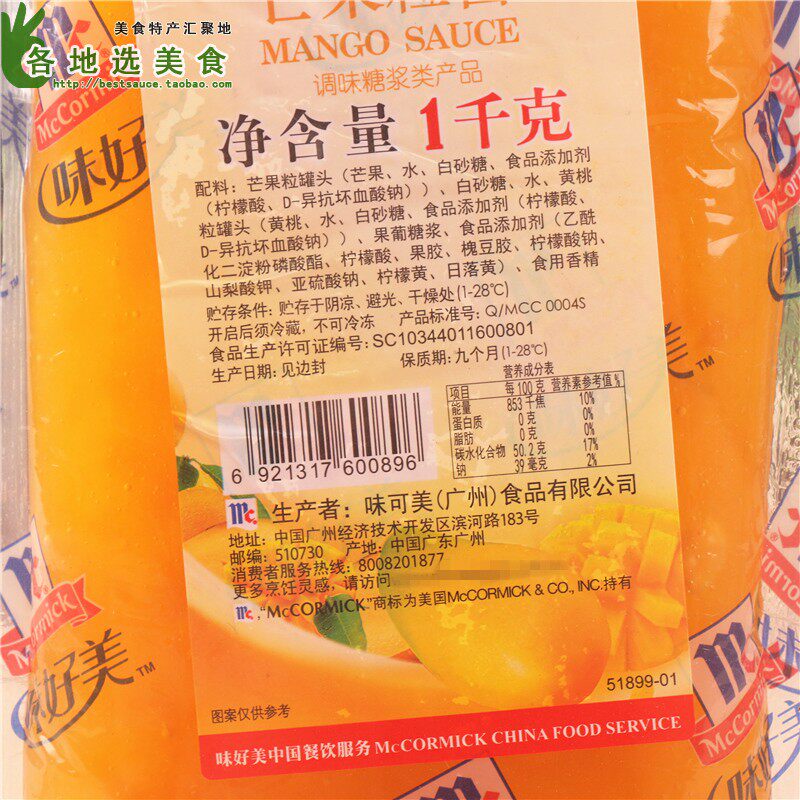 美食特产汇聚地
各地选美食
http://bestsauce.taobao.com
MANGO SAUCE
调味糖浆类产品
净含量 1千克
配料：芒果粒罐头（芒果、水、白砂糖、食品添加剂
（柠檬酸、D-异抗坏血酸钠））、白砂糖、水、黄桃
粒罐头（黄桃、水、白砂糖、食品添加剂（柠檬酸、
D-异抗坏血酸钠））、果葡糖浆、食品添加剂（乙酰
化二淀粉磷酸酯、柠檬酸、果胶、槐豆胶、柠檬酸钠、
山梨酸钾、亚硫酸钠、柠檬黄、日落黄）、食用香精
贮存条件：贮存于阴凉、避光、干燥处(1-28℃)
开启后须冷藏，不可冷冻 产品标准号：Q/MCC 0004S
食品生产许可证编号：SC10344011600801
生产日期：见边封 保质期：九个月(1-28℃)
营养成分表
项目 每100克 营养素参考值%
能量 853千焦 10%
蛋白质 0克 0%
脂肪 0克 0%
碳水化合物 50.2克 17%
钠 39毫克 2%
6 921317 600896
生产者：味可美(广州)食品有限公司
地址：中国广州经济技术开发区滨河路183号
邮编：510730 产地：中国广东广州
消费者服务热线：8008201877
更多烹饪灵感，请访问
Mc，“McCORMICK”商标为美国McCORMICK & CO., INC.持有
51899-01
图案仅供参考
味好美中国餐饮服务 McCORMICK CHINA FOOD SERVICE
McCormick
味好
McCormick
味好美™
味好美™